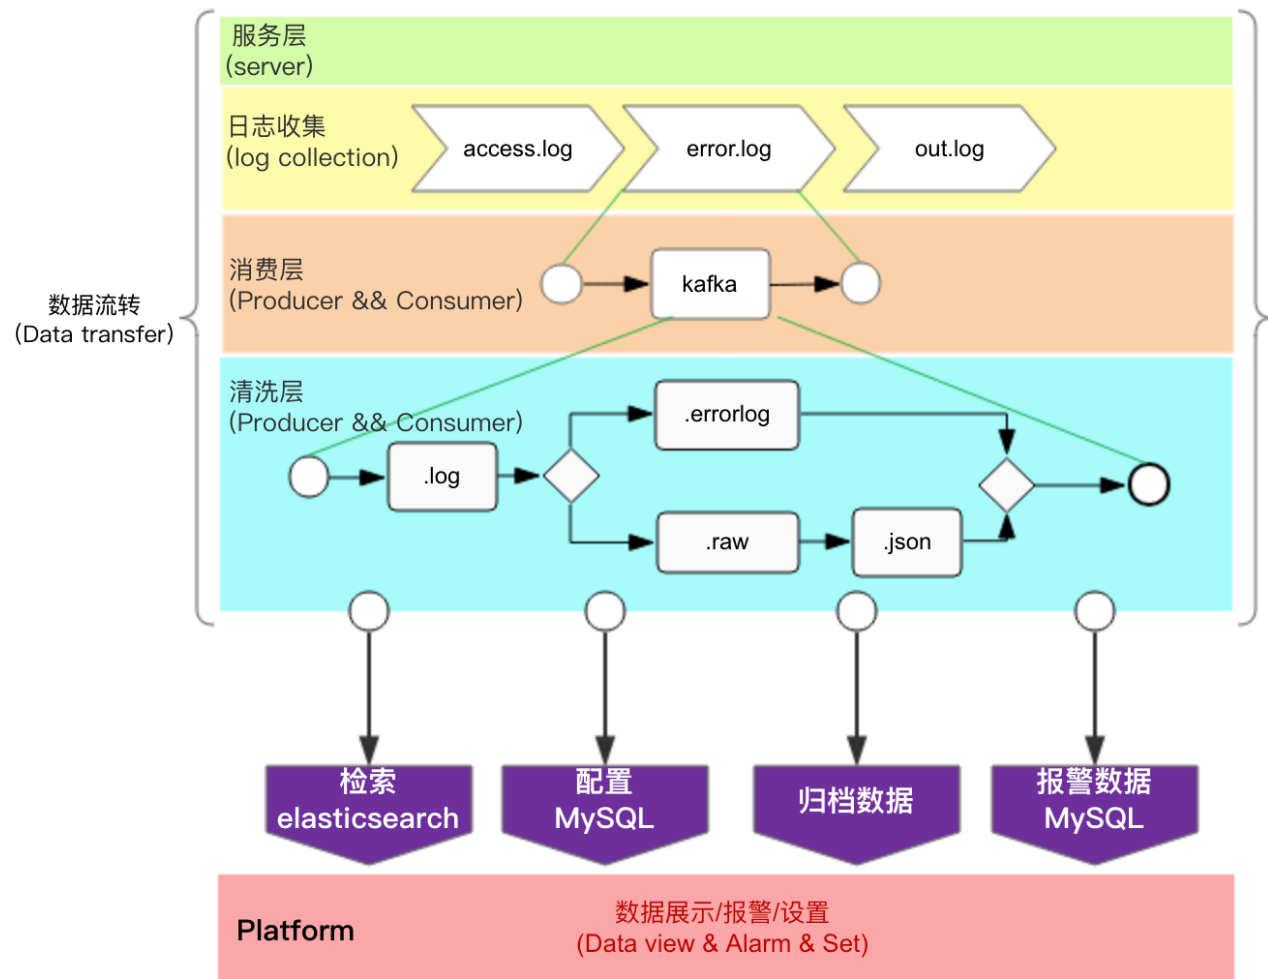 服务层
(server)
日志收集
(log collection)
access.log
error.log
out.log
消费层
(Producer && Consumer)
kafka
数据流转
(Data transfer)
清洗层
(Producer && Consumer)
.errorlog
.log
.raw
.json
检索
elasticsearch
配置
MySQL
归档数据
报警数据
MySQL
Platform
数据展示/报警/设置
(Data view & Alarm & Set)